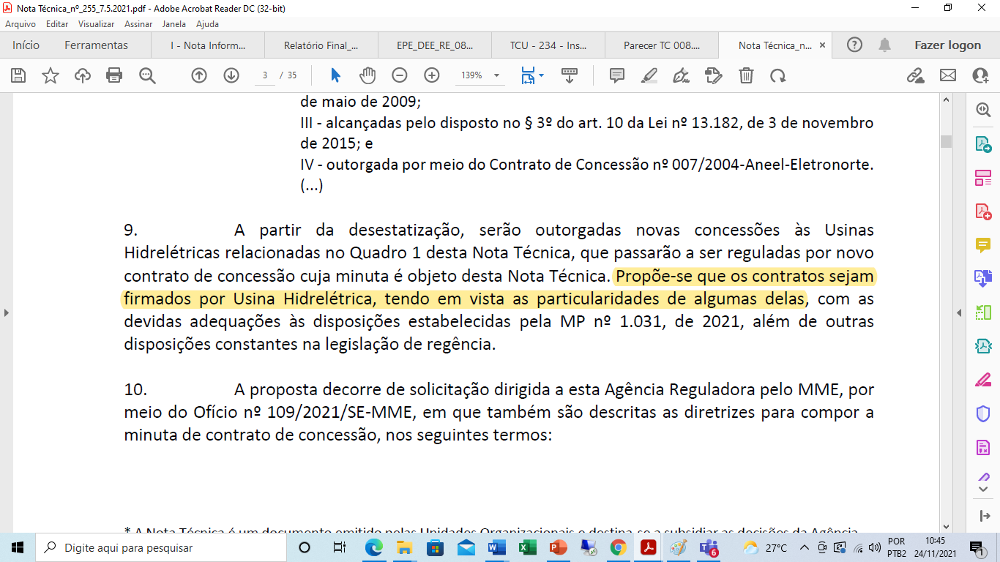 Nota Técnica_nº_255_7.5.2021.pdf - Adobe Acrobat Reader DC (32-bit)
Arquivo Editar Visualizar Assinar Janela Ajuda
Início Ferramentas I - Nota Inform... Relatório Final_... EPE_DEE_RE_08... TCU - 234 - Ins... Parecer TC 008.... Nota Técnica_n... Fazer logon
3 / 35 139%
de maio de 2009;
III - alcançadas pelo disposto no § 3º do art. 10 da Lei nº 13.182, de 3 de novembro
de 2015; e
IV - outorgada por meio do Contrato de Concessão nº 007/2004-Aneel-Eletronorte.
(...)
9. A partir da desestatização, serão outorgadas novas concessões às Usinas
Hidrelétricas relacionadas no Quadro 1 desta Nota Técnica, que passarão a ser reguladas por novo
contrato de concessão cuja minuta é objeto desta Nota Técnica. Propõe-se que os contratos sejam
firmados por Usina Hidrelétrica, tendo em vista as particularidades de algumas delas, com as
devidas adequações às disposições estabelecidas pela MP nº 1.031, de 2021, além de outras
disposições constantes na legislação de regência.
10. A proposta decorre de solicitação dirigida a esta Agência Reguladora pelo MME, por
meio do Ofício nº 109/2021/SE-MME, em que também são descritas as diretrizes para compor a
minuta de contrato de concessão, nos seguintes termos:
* A Nota Técnica é um documento emitido pelas Unidades Organizacionais e destina-se a subsidiar as decisões da Agência
Digite aqui para pesquisar 6 27°C POR 10:45
PTB2 24/11/2021 1